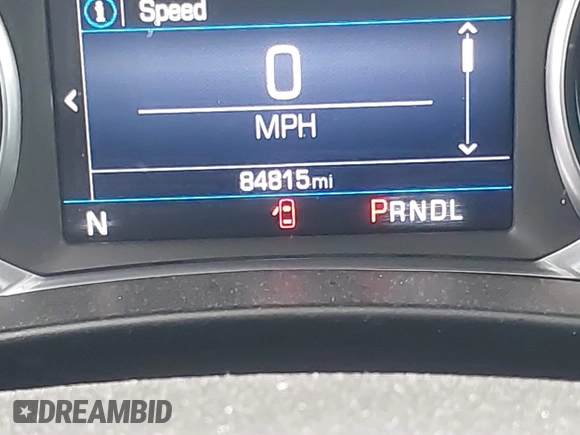 Speed
0
MPH
84815mi
N PRNDL
DREAMBID